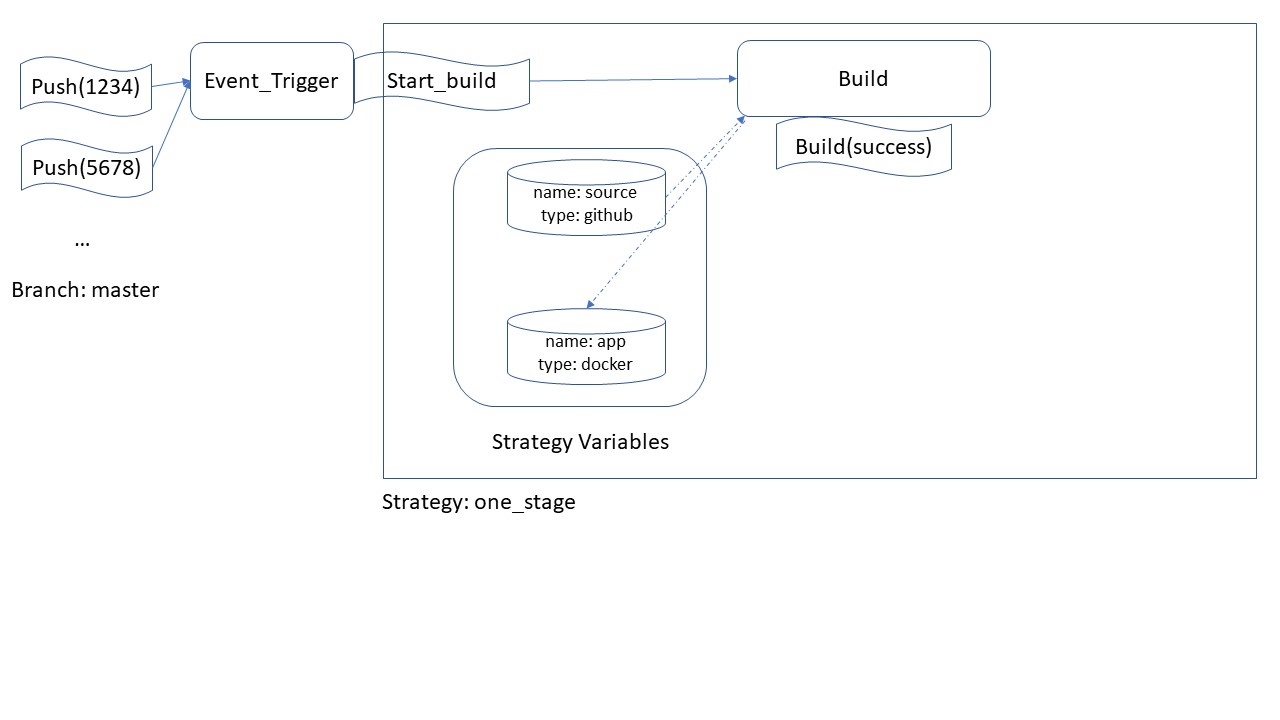 Push(1234)
Event_Trigger
Start_build
Build
Build(success)
Push(5678)
...
Branch: master
name: source
type: github
name: app
type: docker
Strategy Variables
Strategy: one_stage